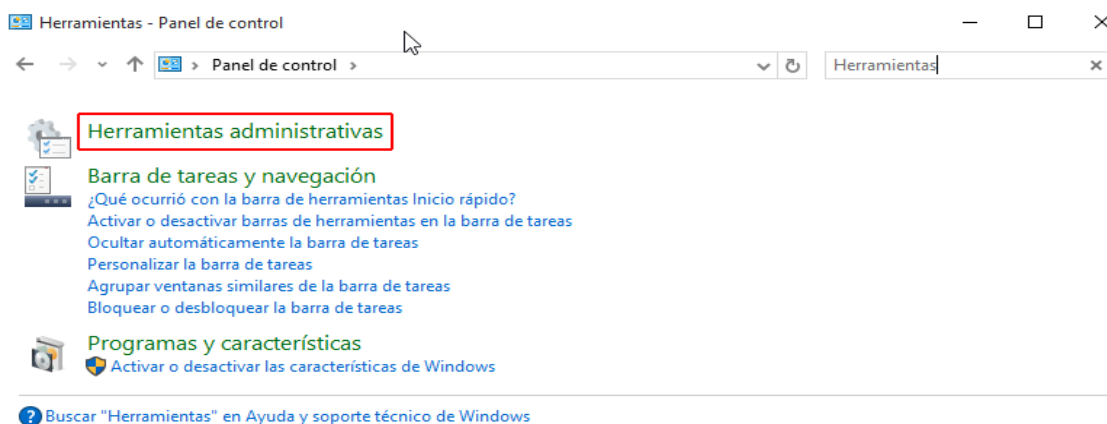 Herramientas - Panel de control
Panel de control
Herramientas
Herramientas administrativas
Barra de tareas y navegación
¿Qué ocurrió con la barra de herramientas Inicio rápido?
Activar o desactivar barras de herramientas en la barra de tareas
Ocultar automáticamente la barra de tareas
Personalizar la barra de tareas
Agrupar ventanas similares de la barra de tareas
Bloquear o desbloquear la barra de tareas
Programas y características
Activar o desactivar las características de Windows
Buscar "Herramientas" en Ayuda y soporte técnico de Windows